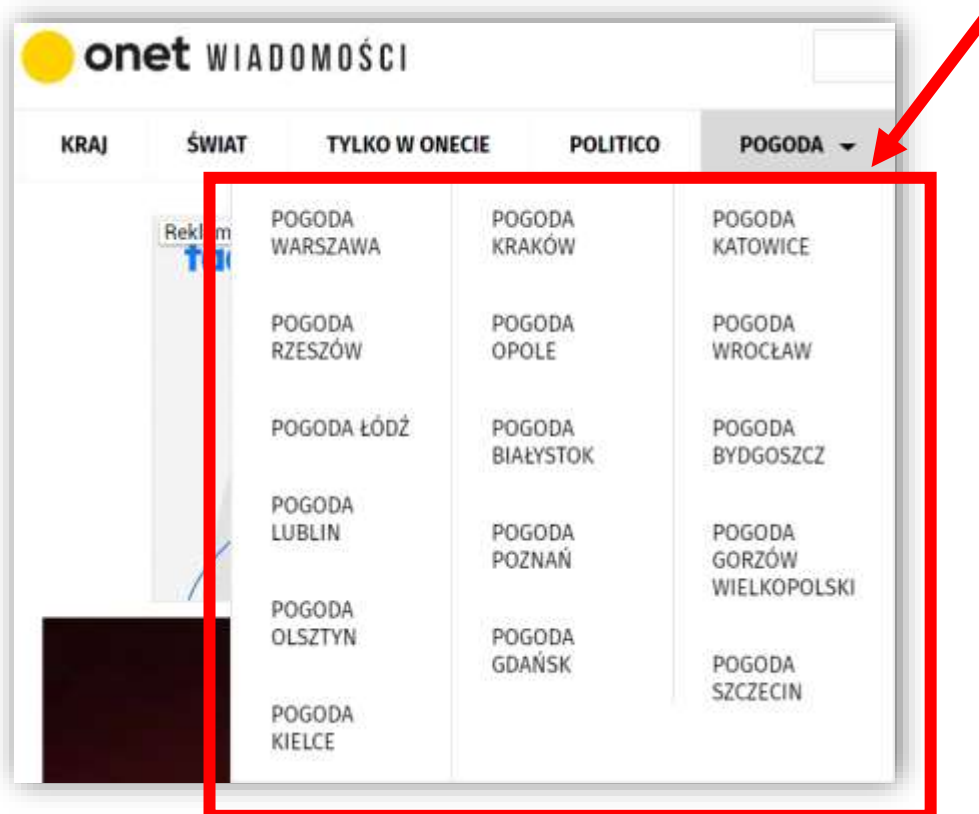 onet WIADOMOŚCI
KRAJ ŚWIAT TYLKO W ONECIE POLITICO POGODA
POGODA
WARSZAWA
POGODA
RZESZÓW
POGODA ŁÓDŹ
POGODA
LUBLIN
POGODA
OLSZTYN
POGODA
KIELCE
POGODA
KRAKÓW
POGODA
OPOLE
POGODA
BIAŁYSTOK
POGODA
POZNAŃ
POGODA
GDAŃSK
POGODA
KATOWICE
POGODA
WROCŁAW
POGODA
BYDGOSZCZ
POGODA
GORZÓW
WIELKOPOLSKI
POGODA
SZCZECIN